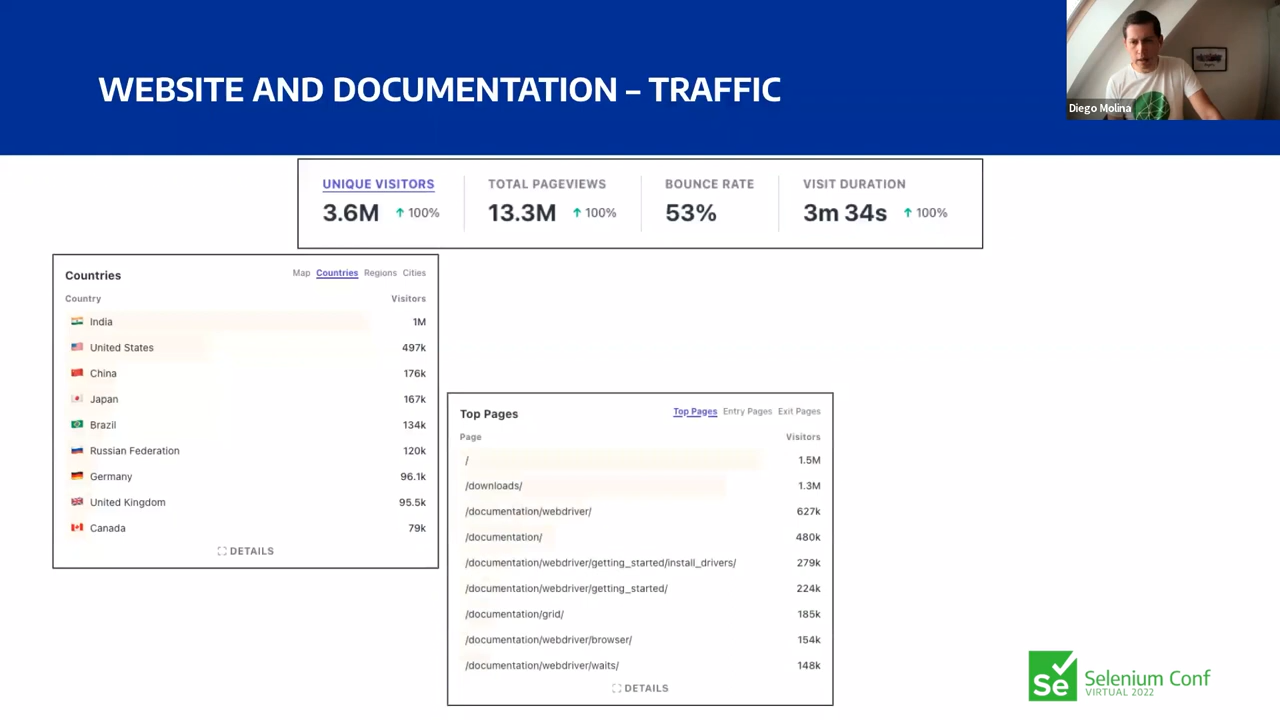 WEBSITE AND DOCUMENTATION – TRAFFIC
Diego Molina
UNIQUE VISITORS TOTAL PAGEVIEWS BOUNCE RATE VISIT DURATION
3.6M ↑ 100% 13.3M ↑ 100% 53% 3m 34s ↑ 100%
Countries Map Countries Regions Cities
Country Visitors
India 1M
United States 497k
China 176k
Japan 167k
Brazil 134k
Russian Federation 120k
Germany 96.1k
United Kingdom 95.5k
Canada 79k
DETAILS
Top Pages Top Pages Entry Pages Exit Pages
Page Visitors
/ 1.5M
/downloads/ 1.3M
/documentation/webdriver/ 627k
/documentation/ 480k
/documentation/webdriver/getting_started/install_drivers/ 279k
/documentation/webdriver/getting_started/ 224k
/documentation/grid/ 185k
/documentation/webdriver/browser/ 154k
/documentation/webdriver/waits/ 148k
DETAILS
Se Selenium Conf
VIRTUAL 2022